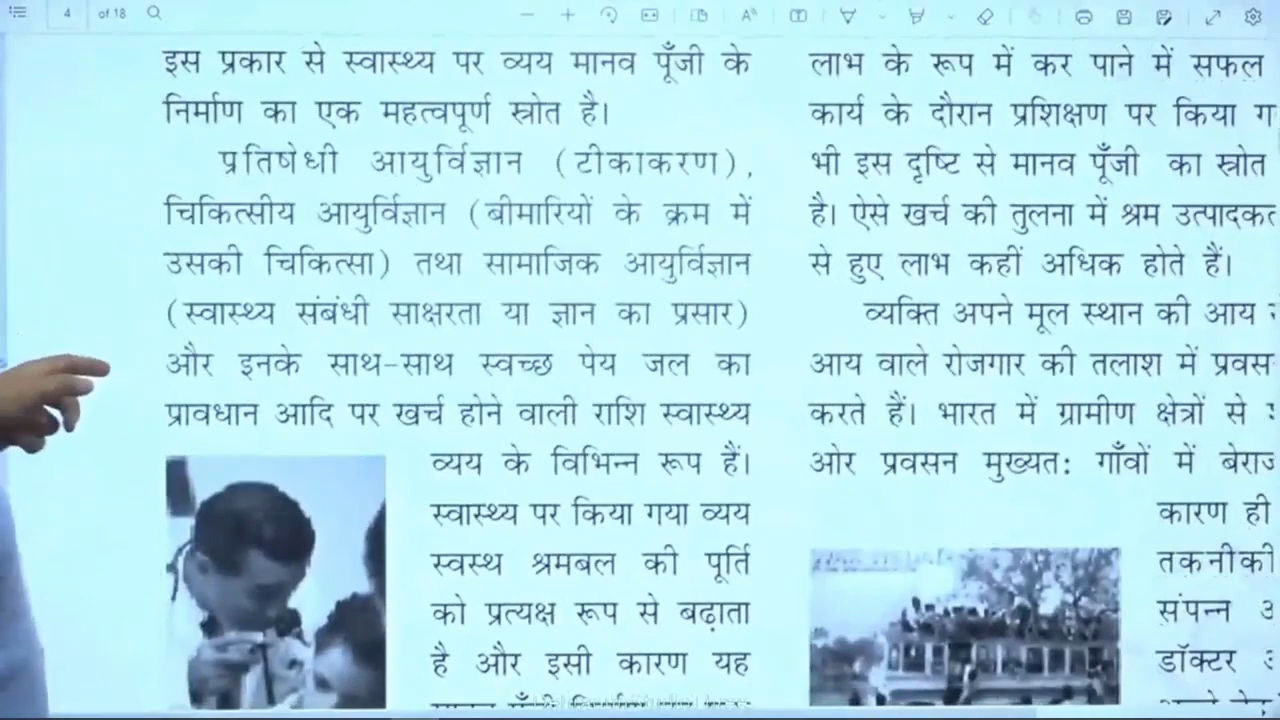 4 of 18
इस प्रकार से स्वास्थ्य पर व्यय मानव पूँजी के
निर्माण का एक महत्वपूर्ण स्त्रोत है।
प्रतिषेधी आयुर्विज्ञान (टीकाकरण),
चिकित्सीय आयुर्विज्ञान (बीमारियों के क्रम में
उसकी चिकित्सा) तथा सामाजिक आयुर्विज्ञान
(स्वास्थ्य संबंधी साक्षरता या ज्ञान का प्रसार)
और इनके साथ-साथ स्वच्छ पेय जल का
प्रावधान आदि पर खर्च होने वाली राशि स्वास्थ्य
व्यय के विभिन्न रूप हैं।
स्वास्थ्य पर किया गया व्यय
स्वस्थ श्रमबल की पूर्ति
को प्रत्यक्ष रूप से बढ़ाता
है और इसी कारण यह
लाभ के रूप में कर पाने में सफल
कार्य के दौरान प्रशिक्षण पर किया
भी इस दृष्टि से मानव पूँजी का स्त्रोत
है। ऐसे खर्च की तुलना में श्रम
से हुए लाभ कहीं अधिक होते हैं।
व्यक्ति अपने मूल स्थान की आय
आय वाले रोजगार की तलाश में
करते हैं। भारत में ग्रामीण क्षेत्रों से
ओर प्रवसन मुख्यत: गाँवों में
कारण ही
तकनीकी
संपन्न
डॉक्टर